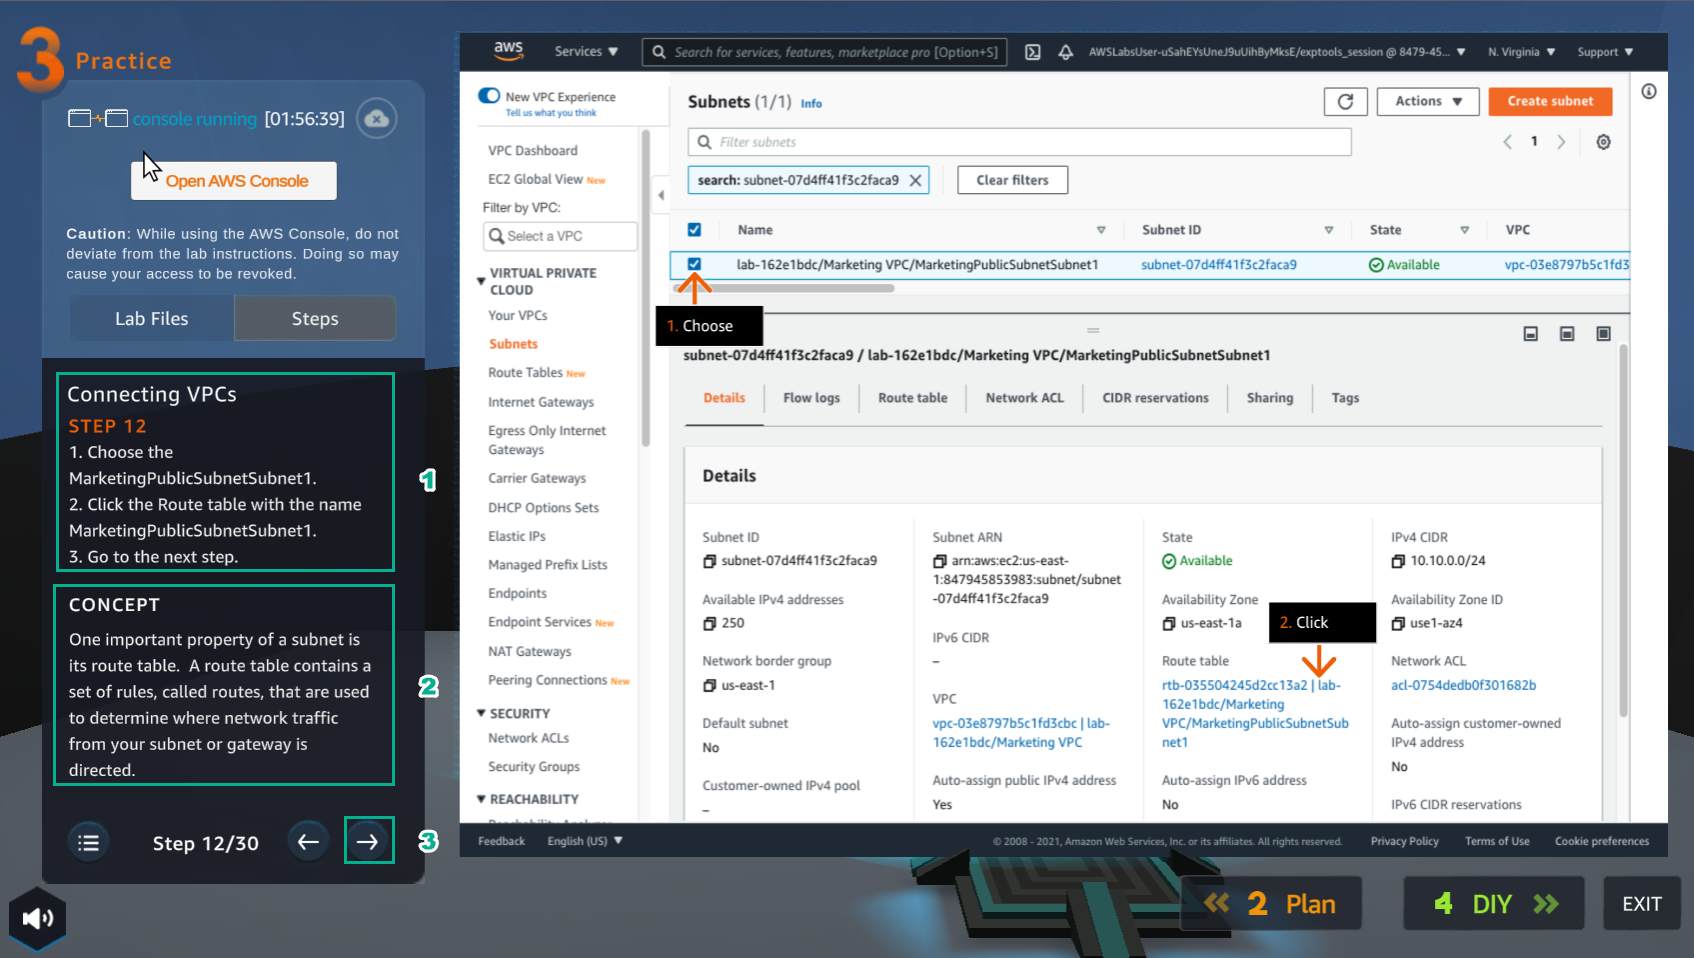 3 Practice
console running [01:56:39]
Open AWS Console
Caution: While using the AWS Console, do not
deviate from the lab instructions. Doing so may
cause your access to be revoked.
Lab Files
Steps
Connecting VPCs
STEP 12
1. Choose the
MarketingPublicSubnetSubnet1.
2. Click the Route table with the name
MarketingPublicSubnetSubnet1.
3. Go to the next step.
1
CONCEPT
One important property of a subnet is
its route table. A route table contains a
set of rules, called routes, that are used
to determine where network traffic
from your subnet or gateway is
directed.
2
Step 12/30
3
aws
Services
Search for services, features, marketplace pro [Option+S]
AWSLabsUser-uSahEYsUneJ9uUihByMksE/exptools_session @ 8479-45...
N. Virginia
Support
New VPC Experience
Tell us what you think
VPC Dashboard
EC2 Global View New
Filter by VPC:
Select a VPC
VIRTUAL PRIVATE
CLOUD
Your VPCs
Subnets
Route Tables New
Internet Gateways
Egress Only Internet
Gateways
Carrier Gateways
DHCP Options Sets
Elastic IPs
Managed Prefix Lists
Endpoints
Endpoint Services New
NAT Gateways
Peering Connections New
SECURITY
Network ACLs
Security Groups
REACHABILITY
Subnets (1/1) Info
Actions
Create subnet
Filter subnets
1
search: subnet-07d4ff41f3c2faca9
Clear filters
Name
Subnet ID
State
VPC
lab-162e1bdc/Marketing VPC/MarketingPublicSubnetSubnet1
subnet-07d4ff41f3c2faca9
Available
vpc-03e8797b5c1fd3
1. Choose
subnet-07d4ff41f3c2faca9 / lab-162e1bdc/Marketing VPC/MarketingPublicSubnetSubnet1
Details
Flow logs
Route table
Network ACL
CIDR reservations
Sharing
Tags
Details
Subnet ID
subnet-07d4ff41f3c2faca9
Available IPv4 addresses
250
Network border group
us-east-1
Default subnet
No
Customer-owned IPv4 pool
–
Subnet ARN
arn:aws:ec2:us-east-
1:847945853983:subnet/subnet
-07d4ff41f3c2faca9
IPv6 CIDR
–
VPC
vpc-03e8797b5c1fd3cbc | lab-
162e1bdc/Marketing VPC
Auto-assign public IPv4 address
Yes
State
Available
Availability Zone
us-east-1a
2. Click
Route table
rtb-035504245d2cc13a2 | lab-
162e1bdc/Marketing
VPC/MarketingPublicSubnetSub
net1
Auto-assign IPv6 address
No
IPv4 CIDR
10.10.0.0/24
Availability Zone ID
use1-az4
Network ACL
acl-0754dedb0f301682b
Auto-assign customer-owned
IPv4 address
No
IPv6 CIDR reservations
Feedback
English (US)
© 2008 - 2021, Amazon Web Services, Inc. or its affiliates. All rights reserved.
Privacy Policy
Terms of Use
Cookie preferences
2 Plan
4 DIY
EXIT